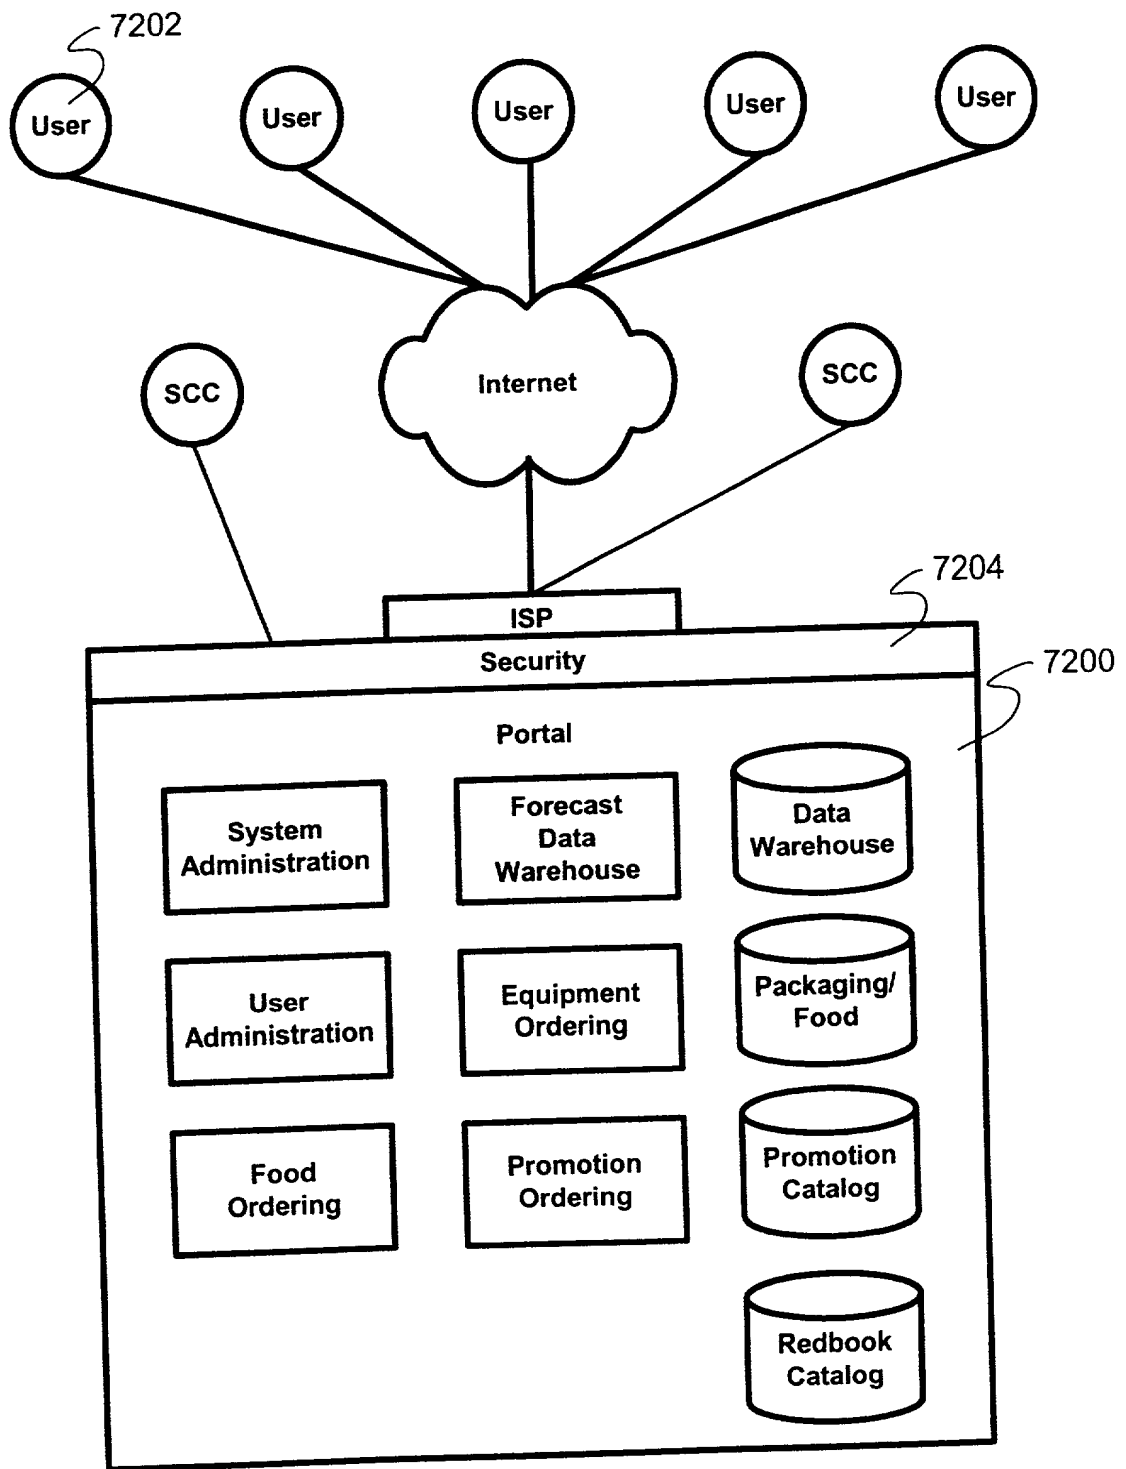 7202
User
User
User
User
User
Internet
SCC
SCC
7204
ISP
Security
7200
Portal
System
Administration
Forecast
Data
Warehouse
Data
Warehouse
User
Administration
Equipment
Ordering
Packaging/
Food
Food
Ordering
Promotion
Ordering
Promotion
Catalog
Redbook
Catalog